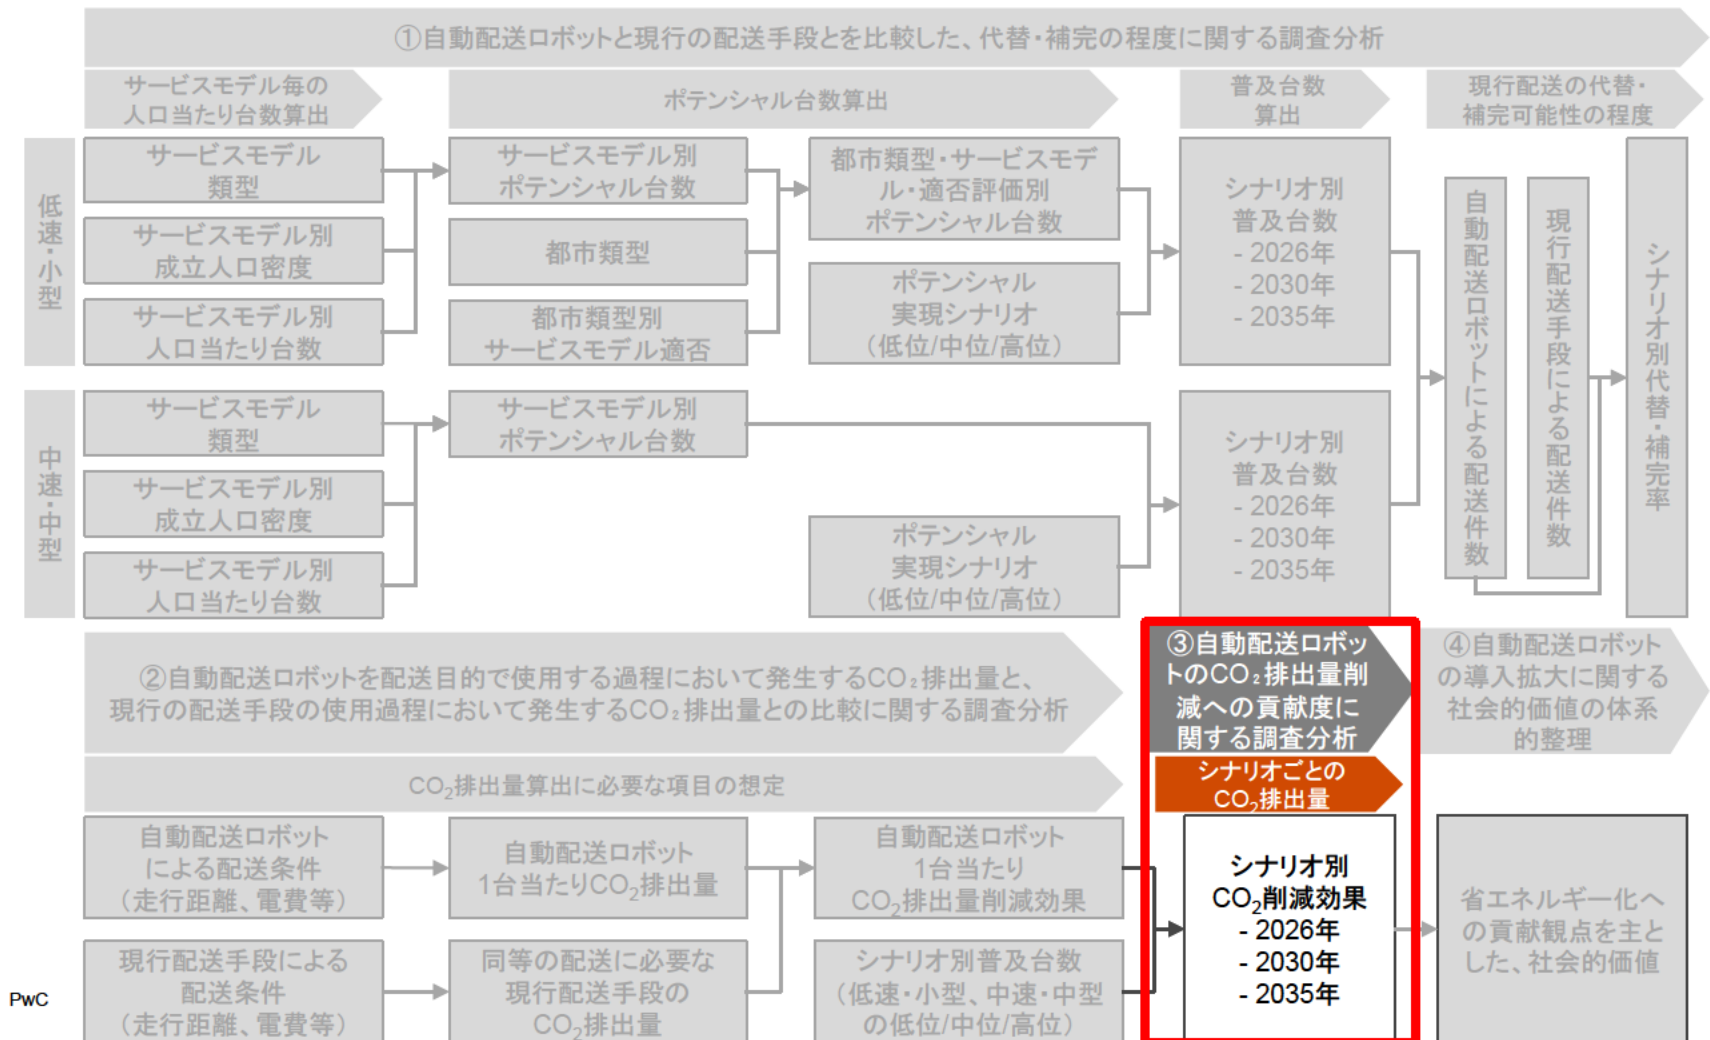 ①自動配送ロボットと現行の配送手段とを比較した、代替・補完の程度に関する調査分析
サービスモデル毎の
人口当たり台数算出
ポテンシャル台数算出
普及台数
算出
現行配送の代替・
補完可能性の程度
低速・小型
サービスモデル
類型
サービスモデル別
成立人口密度
サービスモデル別
人口当たり台数
サービスモデル別
ポテンシャル台数
都市類型
都市類型別
サービスモデル適否
都市類型・サービスモデ
ル・適否評価別
ポテンシャル台数
ポテンシャル
実現シナリオ
(低位/中位/高位)
シナリオ別
普及台数
- 2026年
- 2030年
- 2035年
中速・中型
サービスモデル
類型
サービスモデル別
成立人口密度
サービスモデル別
人口当たり台数
サービスモデル別
ポテンシャル台数
ポテンシャル
実現シナリオ
(低位/中位/高位)
シナリオ別
普及台数
- 2026年
- 2030年
- 2035年
自動配送ロボットによる配送件数
現行配送手段による配送件数
シナリオ別代替・補完率
②自動配送ロボットを配送目的で使用する過程において発生するCO₂排出量と、
現行の配送手段の使用過程において発生するCO₂排出量との比較に関する調査分析
③自動配送ロボッ
トのCO₂排出量削
減への貢献度に
関する調査分析
④自動配送ロボット
の導入拡大に関する
社会的価値の体系
的整理
CO₂排出量算出に必要な項目の想定
シナリオごとの
CO₂排出量
自動配送ロボット
による配送条件
(走行距離、電費等)
自動配送ロボット
1台当たりCO₂排出量
自動配送ロボット
1台当たり
CO₂排出量削減効果
現行配送手段による
配送条件
(走行距離、電費等)
同等の配送に必要な
現行配送手段の
CO₂排出量
シナリオ別普及台数
(低速・小型、中速・中型
の低位/中位/高位)
シナリオ別
CO₂削減効果
- 2026年
- 2030年
- 2035年
省エネルギー化へ
の貢献観点を主と
した、社会的価値
PwC